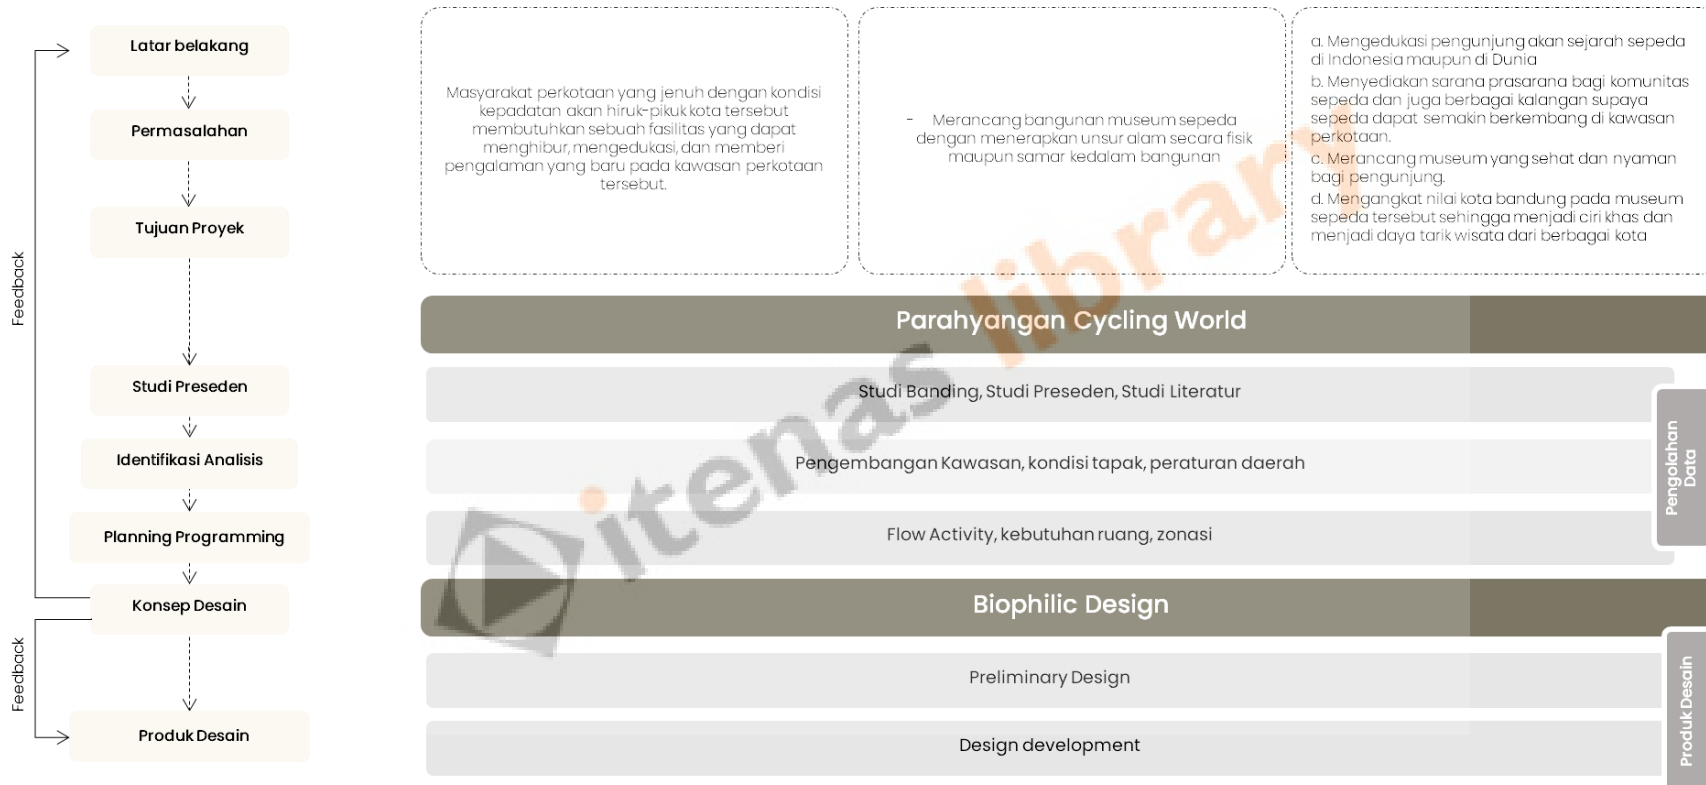 Latar belakang
Permasalahan
Tujuan Proyek
Studi Preseden
Identifikasi Analisis
Planning Programming
Konsep Desain
Produk Desain
Feedback
Feedback
Masyarakat perkotaan yang jenuh dengan kondisi
kepadatan akan hiruk-pikuk kota tersebut
membutuhkan sebuah fasilitas yang dapat
menghibur, mengedukasi, dan memberi
pengalaman yang baru pada kawasan perkotaan
tersebut.
- Merancang bangunan museum sepeda
dengan menerapkan unsur alam secara fisik
maupun samar kedalam bangunan
a. Mengedukasi pengunjung akan sejarah sepeda
di Indonesia maupun di Dunia
b. Menyediakan sarana prasarana bagi komunitas
sepeda dan juga berbagai kalangan supaya
sepeda dapat semakin berkembang di kawasan
perkotaan.
c. Merancang museum yang sehat dan nyaman
bagi pengunjung.
d. Mengangkat nilai kota bandung pada museum
sepeda tersebut sehingga menjadi ciri khas dan
menjadi daya tarik wisata dari berbagai kota
Parahyangan Cycling World
Studi Banding, Studi Preseden, Studi Literatur
Pengembangan Kawasan, kondisi tapak, peraturan daerah
Flow Activity, kebutuhan ruang, zonasi
Pengolahan
Data
Biophilic Design
Preliminary Design
Design development
Produk Desain
itenas library